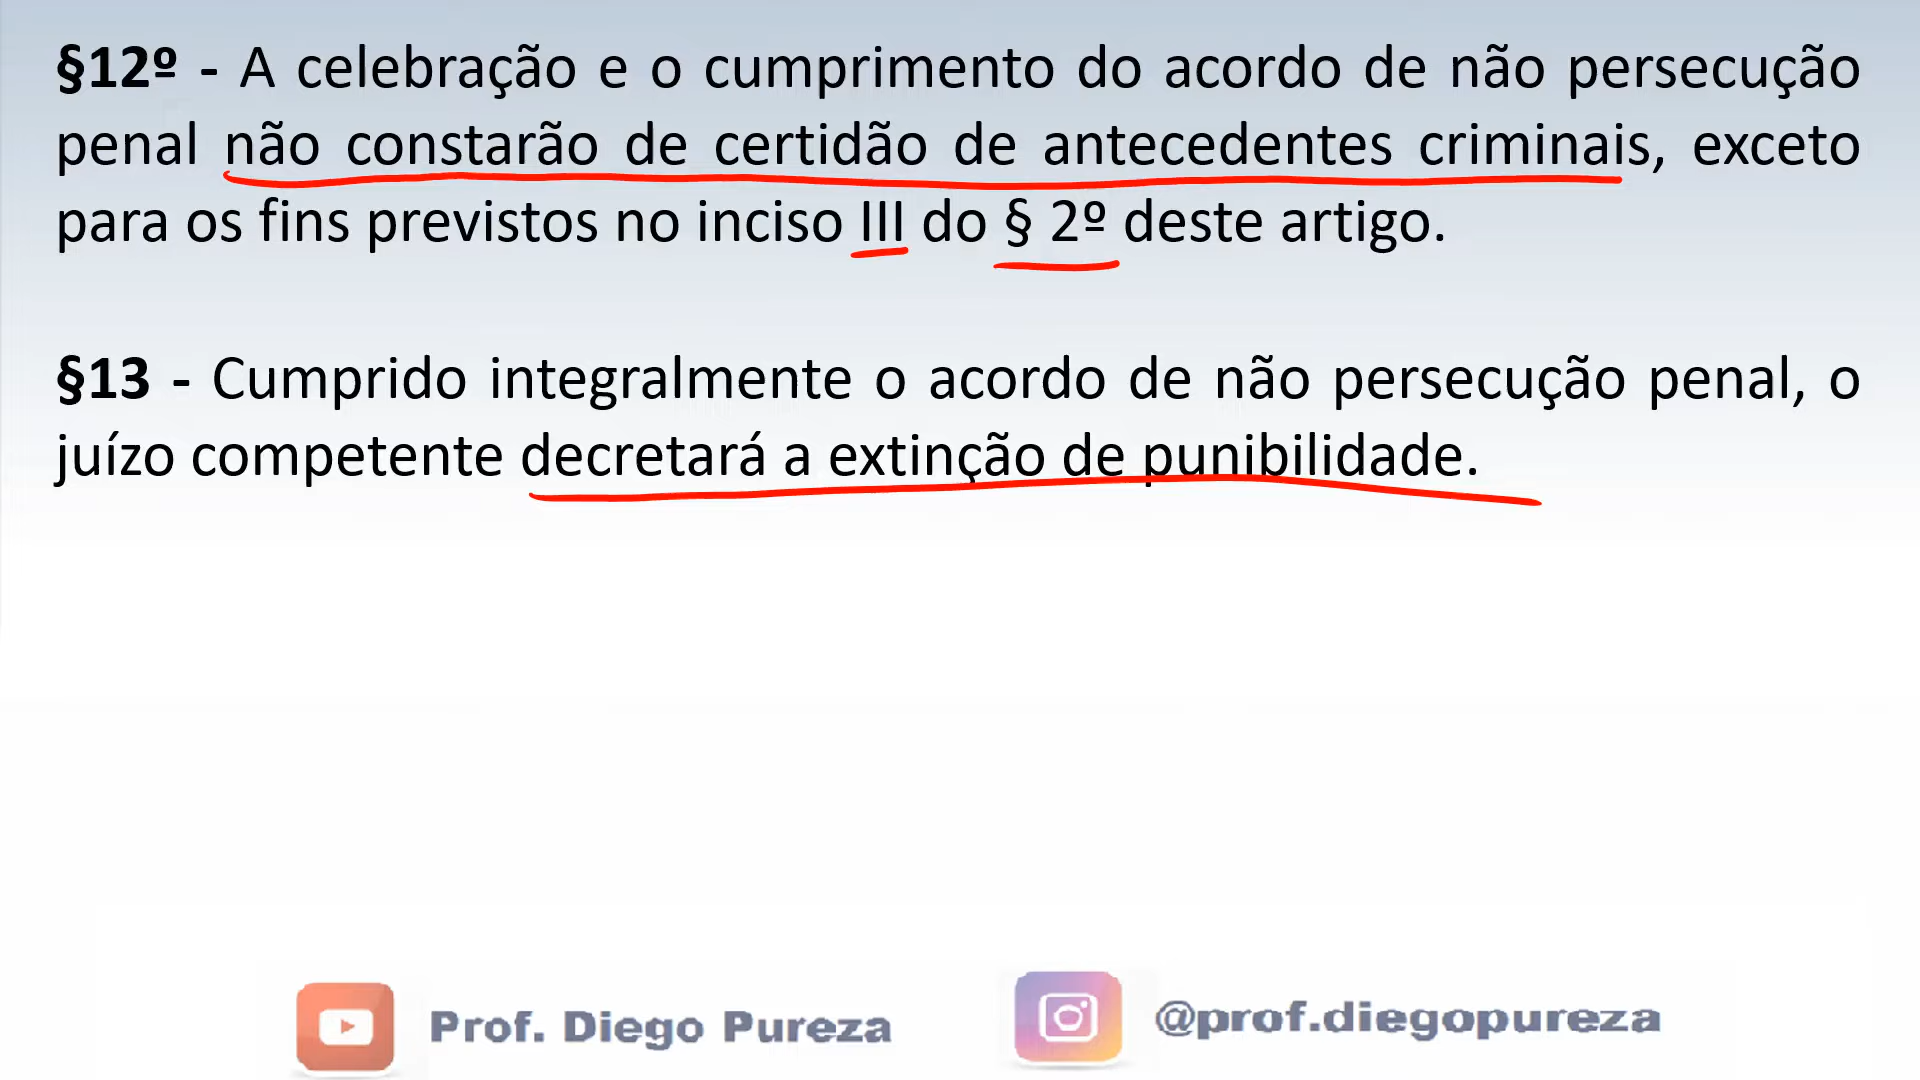 §12º - A celebração e o cumprimento do acordo de não persecução
penal não constarão de certidão de antecedentes criminais, exceto
para os fins previstos no inciso III do § 2º deste artigo.
§13 - Cumprido integralmente o acordo de não persecução penal, o
juízo competente decretará a extinção de punibilidade.
Prof. Diego Pureza
@prof.diegopureza